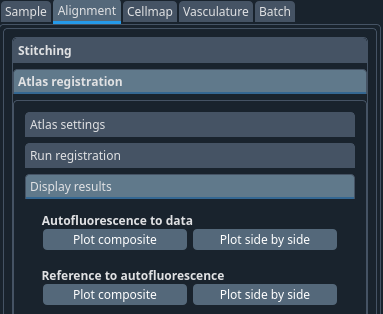 Sample Alignment Cellmap Vasculature Batch
Stitching
Atlas registration
Atlas settings
Run registration
Display results
Autofluorescence to data
Plot composite Plot side by side
Reference to autofluorescence
Plot composite Plot side by side